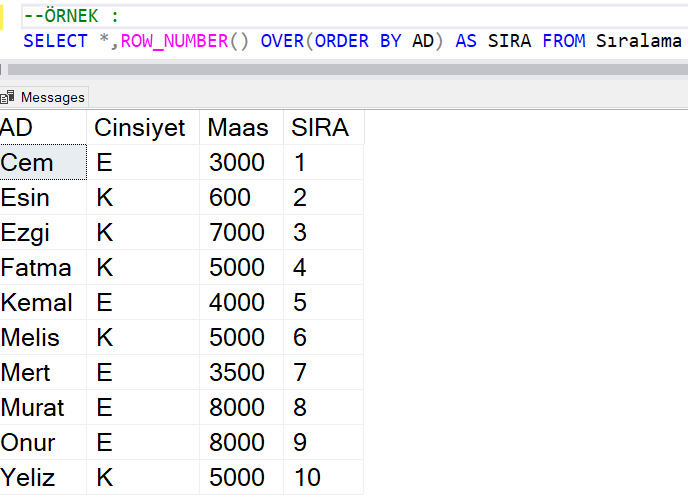 --ÖRNEK :
SELECT *,ROW_NUMBER() OVER(ORDER BY AD) AS SIRA FROM Sıralama
Messages
AD Cinsiyet Maas SIRA
Cem E 3000 1
Esin K 600 2
Ezgi K 7000 3
Fatma K 5000 4
Kemal E 4000 5
Melis K 5000 6
Mert E 3500 7
Murat E 8000 8
Onur E 8000 9
Yeliz K 5000 10